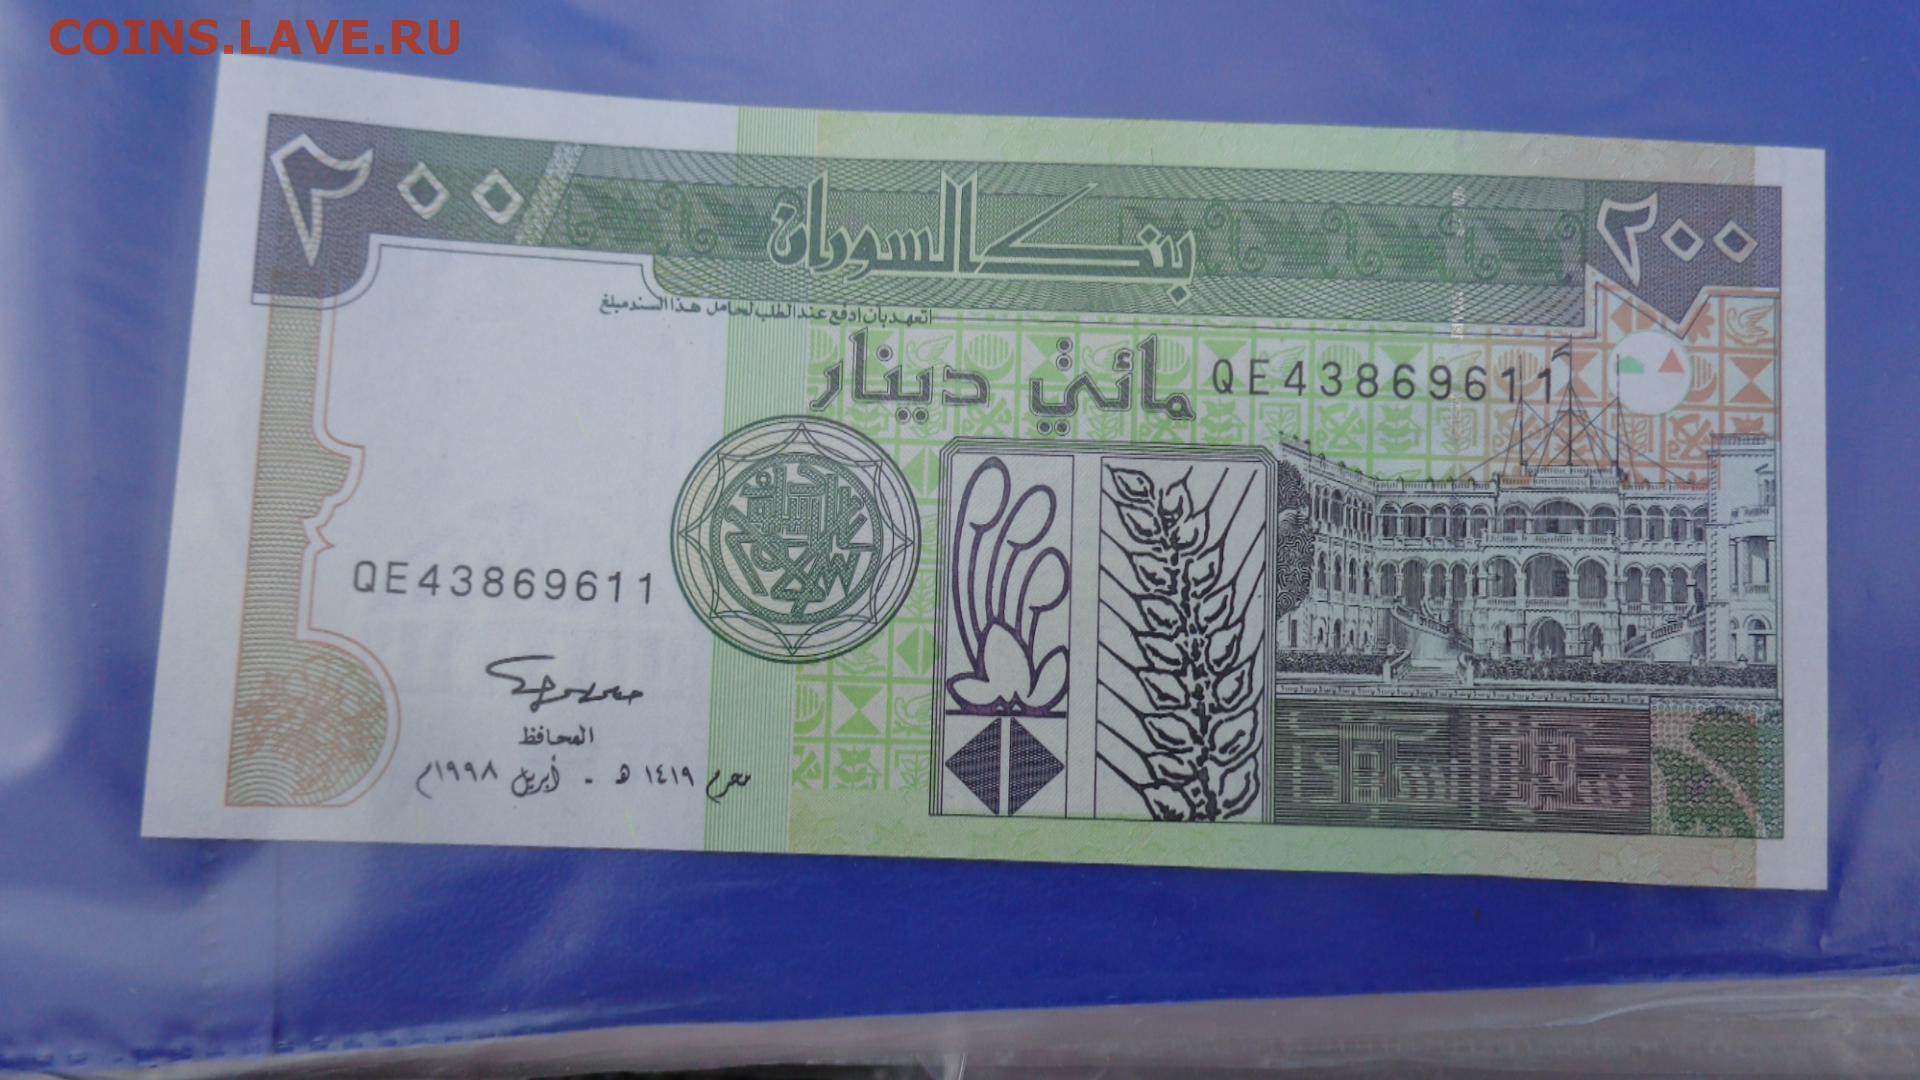 COINS.LAVE.RU
٢٠٠
بنك السودان
٢٠٠
اتعهد بأن ادفع عند الطلب لحامل هذا السند مبلغ
مائتي دينار
QE43869611
QE43869611
المحافظ
محرم ١٤١٩ هـ - أبريل ١٩٩٨م